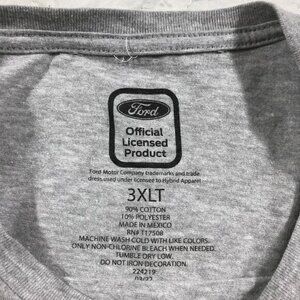 Ford
Official
Licensed
Product
Ford Motor Company trademarks and trade
dress used under licensed to Hybrid Apparel
3XLT
90% COTTON
10% POLYESTER
MADE IN MEXICO
RN# 117508
MACHINE WASH COLD WITH LIKE COLORS.
ONLY NON-CHLORINE BLEACH WHEN NEEDED.
TUMBLE DRY LOW.
DO NOT IRON DECORATION.
224219